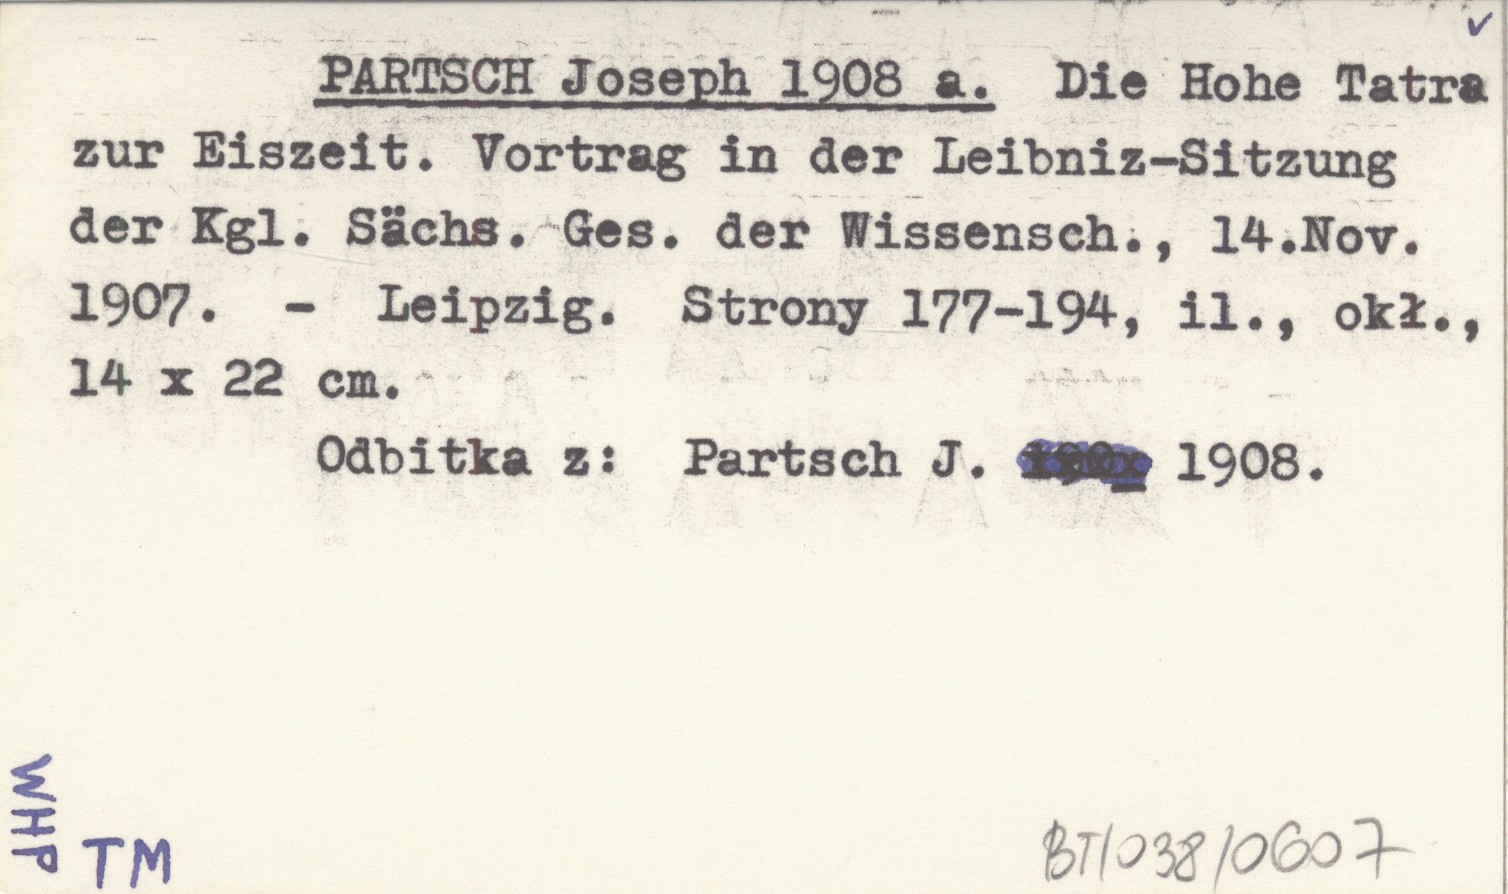 PARTSCH Joseph 1908 a. Die Hohe Tatra
zur Eiszeit. Vortrag in der Leibniz-Sitzung
der Kgl. Sächs. Ges. der Wissensch., 14.Nov.
1907. - Leipzig. Strony 177-194, il., okł.,
14 x 22 cm.
Odbitka z: Partsch J. 1908.
WHP
TM
BT/038/0607